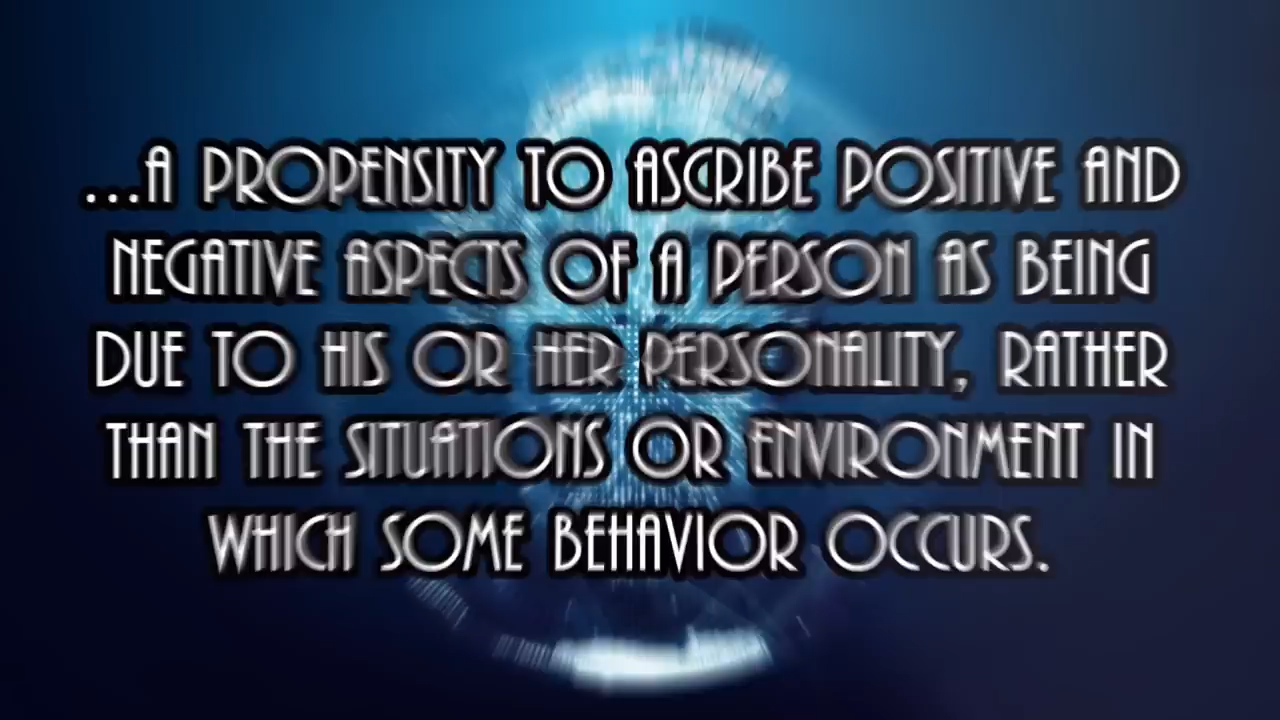 ...A PROPENSITY TO ASCRIBE POSITIVE AND
NEGATIVE ASPECTS OF A PERSON AS BEING
DUE TO HIS OR HER PERSONALITY, RATHER
THAN THE SITUATIONS OR ENVIRONMENT IN
WHICH SOME BEHAVIOR OCCURS.